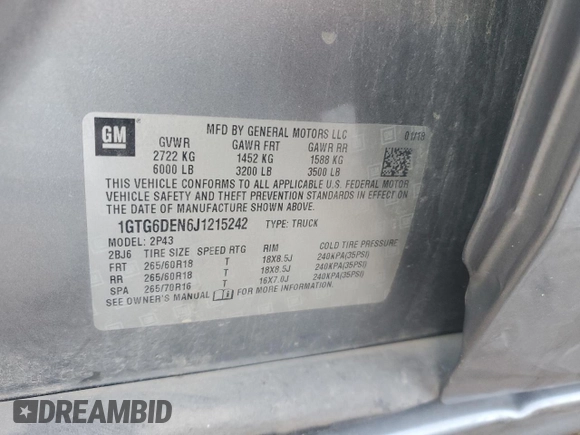 GM
MFD BY GENERAL MOTORS LLC
01/18
GVWR GAWR FRT GAWR RR
2722 KG 1452 KG 1588 KG
6000 LB 3200 LB 3500 LB
THIS VEHICLE CONFORMS TO ALL APPLICABLE U.S. FEDERAL MOTOR
VEHICLE SAFETY AND THEFT PREVENTION STANDARDS IN EFFECT ON
THE DATE OF MANUFACTURE SHOWN ABOVE.
1GTG6DEN6J1215242 TYPE: TRUCK
MODEL: 2P43
2BJ6 TIRE SIZE SPEED RTG RIM COLD TIRE PRESSURE
FRT 265/60R18 T 18X8.5J 240KPA(35PSI)
RR 265/60R18 T 18X8.5J 240KPA(35PSI)
SPA 265/70R16 T 16X7.0J 240KPA(35PSI)
SEE OWNER'S MANUAL FOR MORE INFORMATION.
DREAMBID